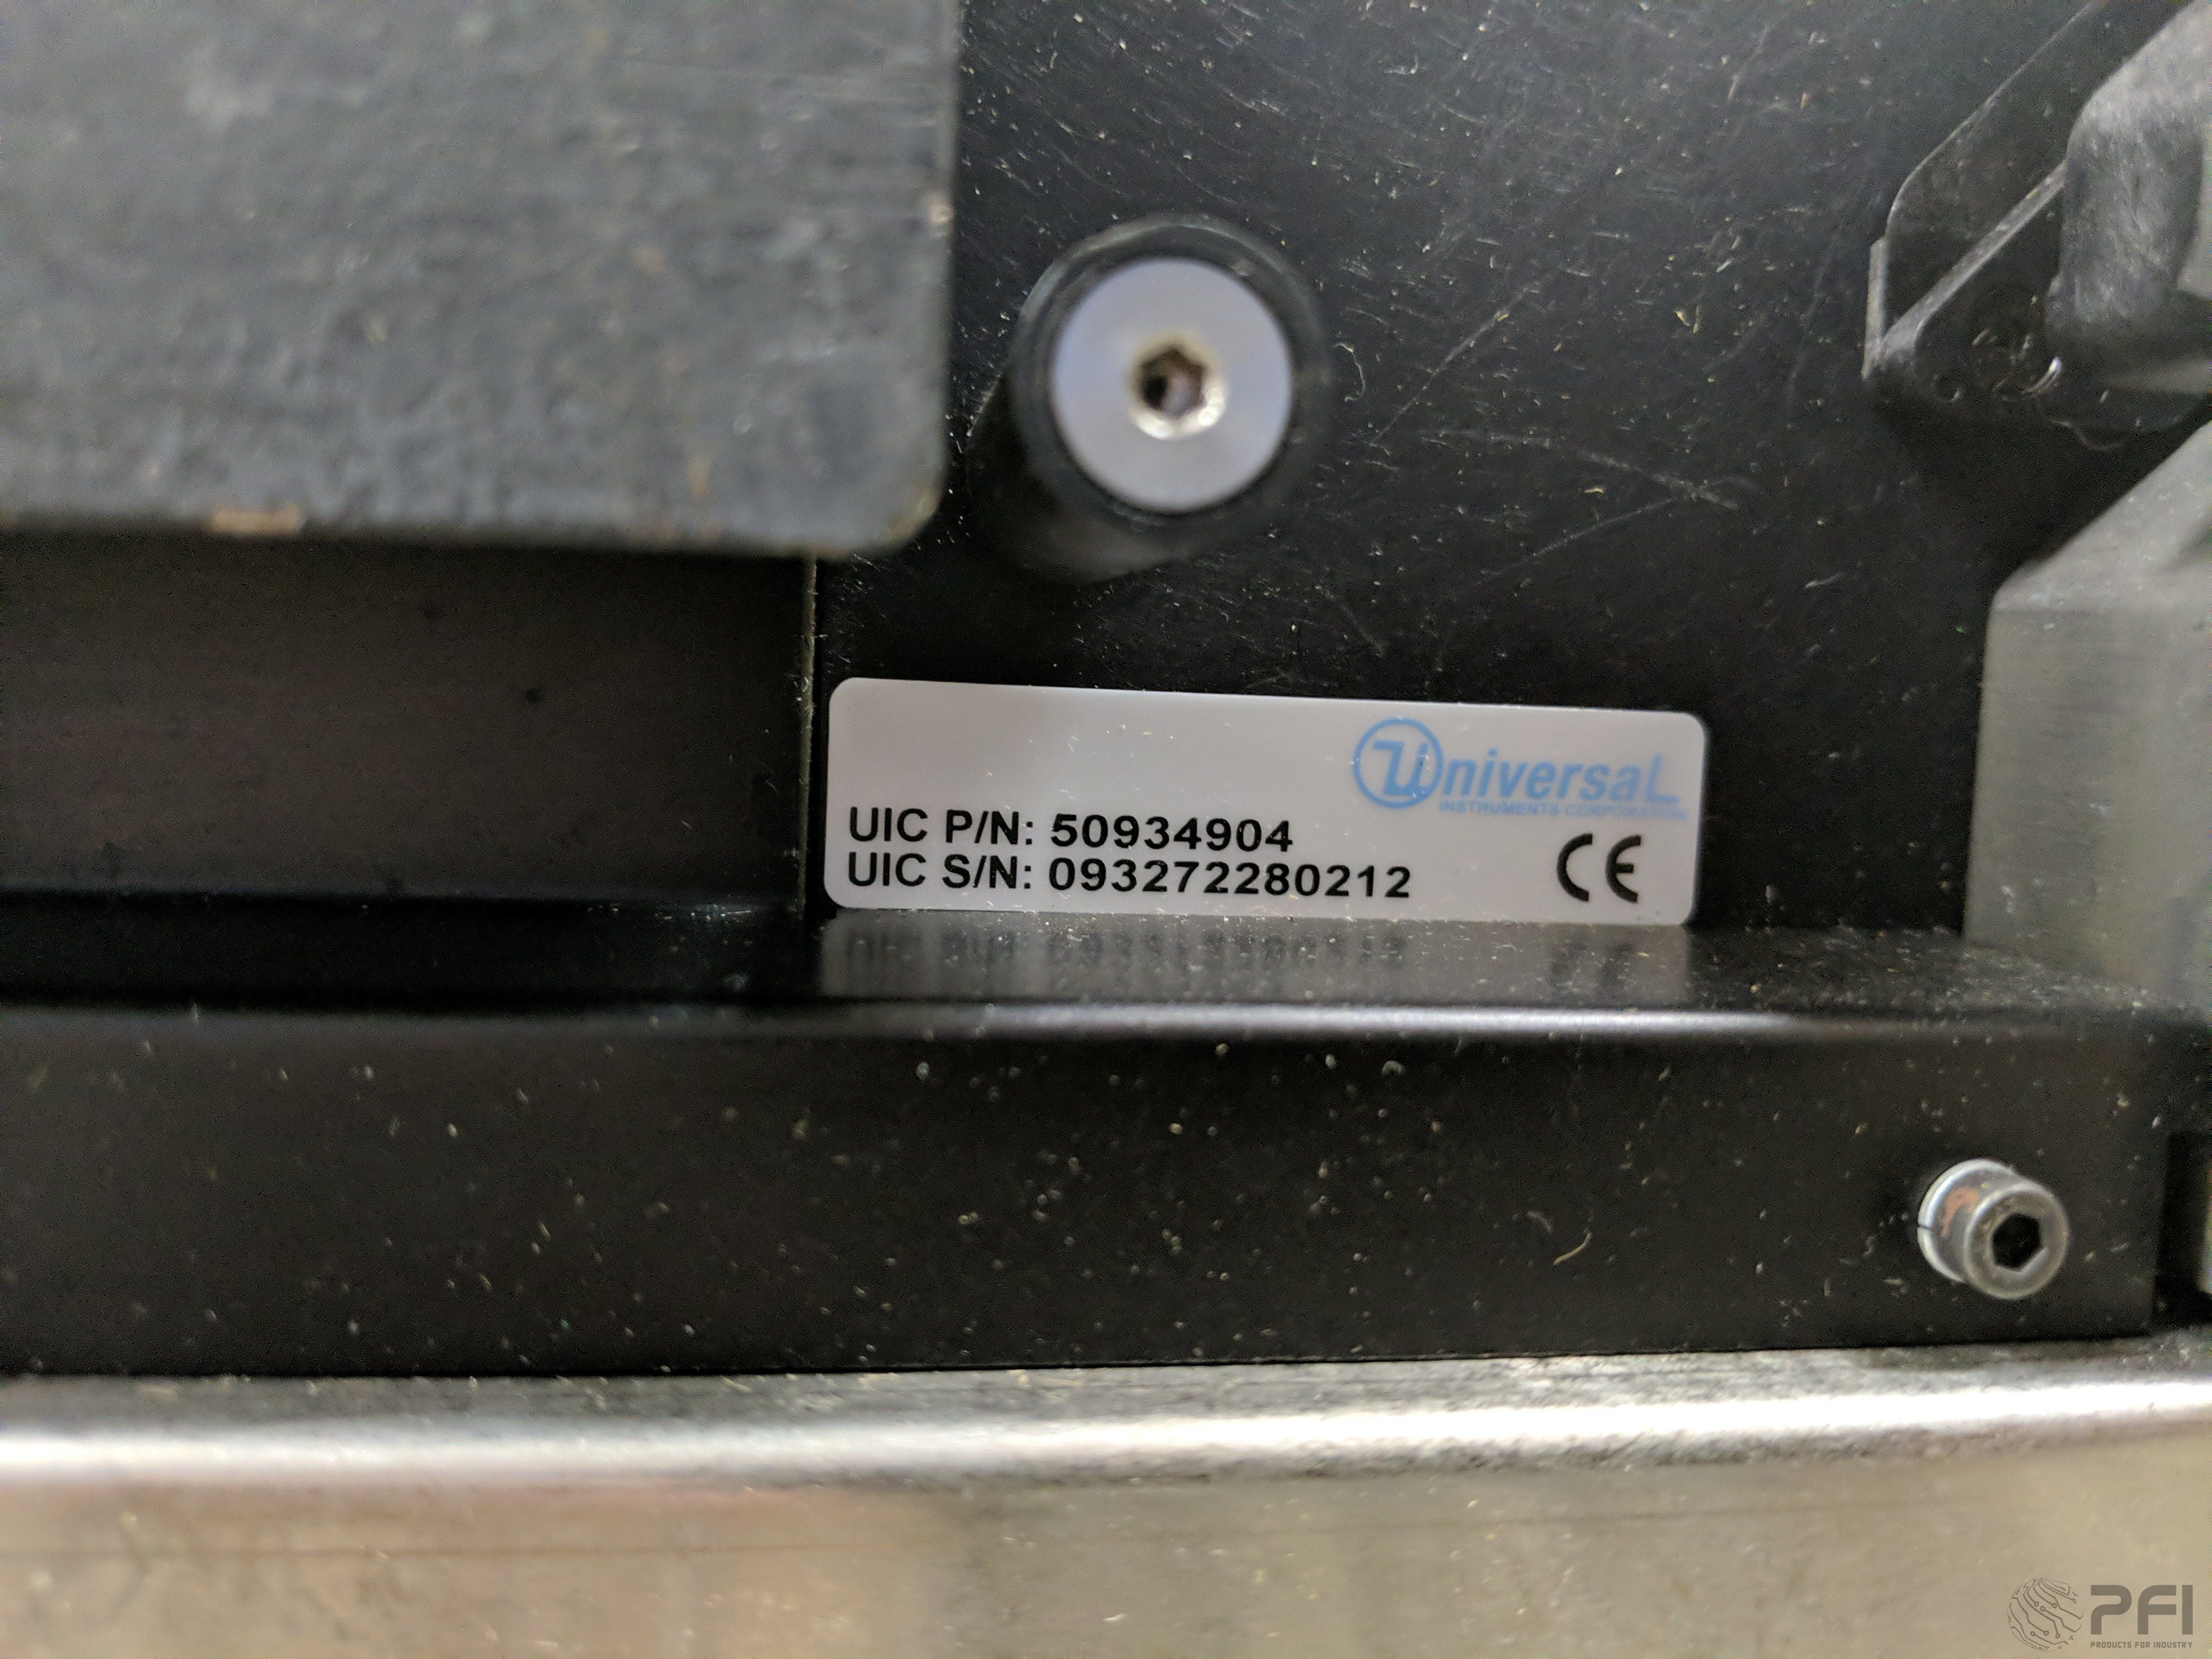 Universal
INSTRUMENTS CORPORATION
UIC P/N: 50934904
UIC S/N: 093272280212
CE
PFI
PRODUCTS FOR INDUSTRY